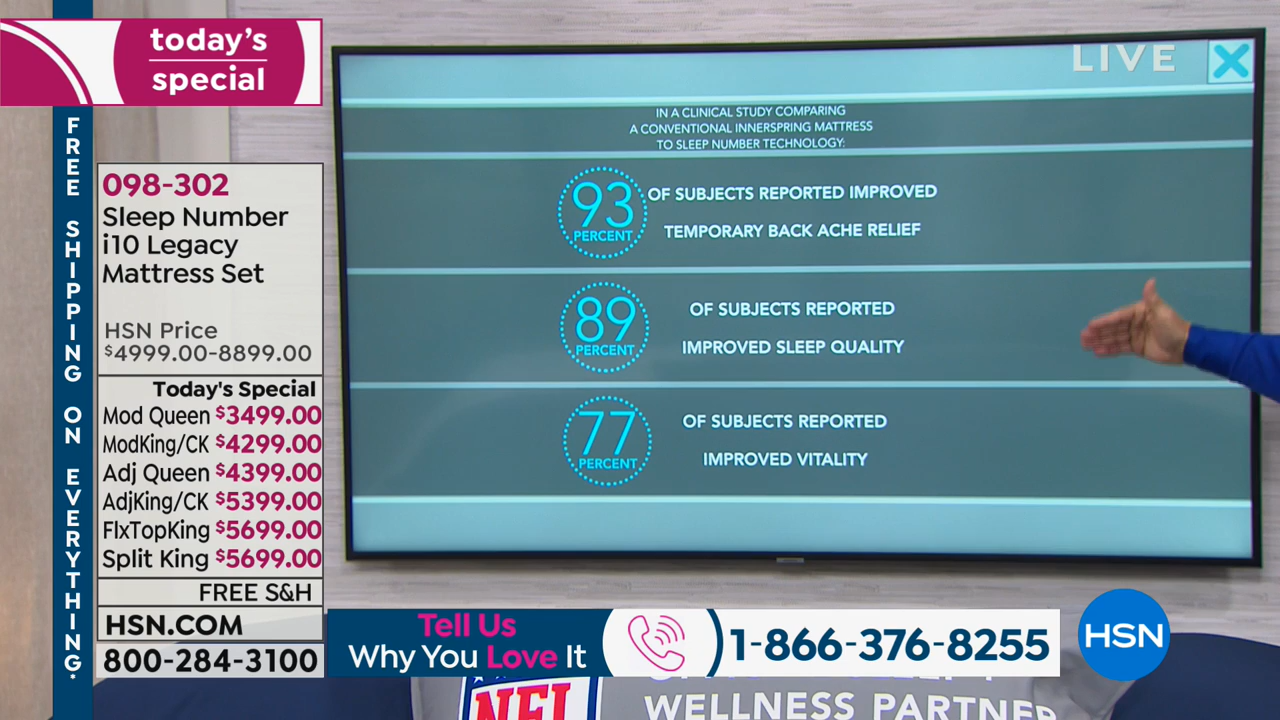 today's
special
FREE SHIPPING ON EVERYTHING.*
098-302
Sleep Number
i10 Legacy
Mattress Set
HSN Price
$4999.00-8899.00
Today's Special
Mod Queen $3499.00
ModKing/CK $4299.00
Adj Queen $4399.00
AdjKing/CK $5399.00
FlxTopKing $5699.00
Split King $5699.00
FREE S&H
HSN.COM
800-284-3100
LIVE
IN A CLINICAL STUDY COMPARING
A CONVENTIONAL INNERSPRING MATTRESS
TO SLEEP NUMBER TECHNOLOGY:
93 PERCENT
OF SUBJECTS REPORTED IMPROVED
TEMPORARY BACK ACHE RELIEF
89 PERCENT
OF SUBJECTS REPORTED
IMPROVED SLEEP QUALITY
77 PERCENT
OF SUBJECTS REPORTED
IMPROVED VITALITY
Tell Us
Why You Love It
1-866-376-8255
HSN
NFL
WELLNESS PARTNER